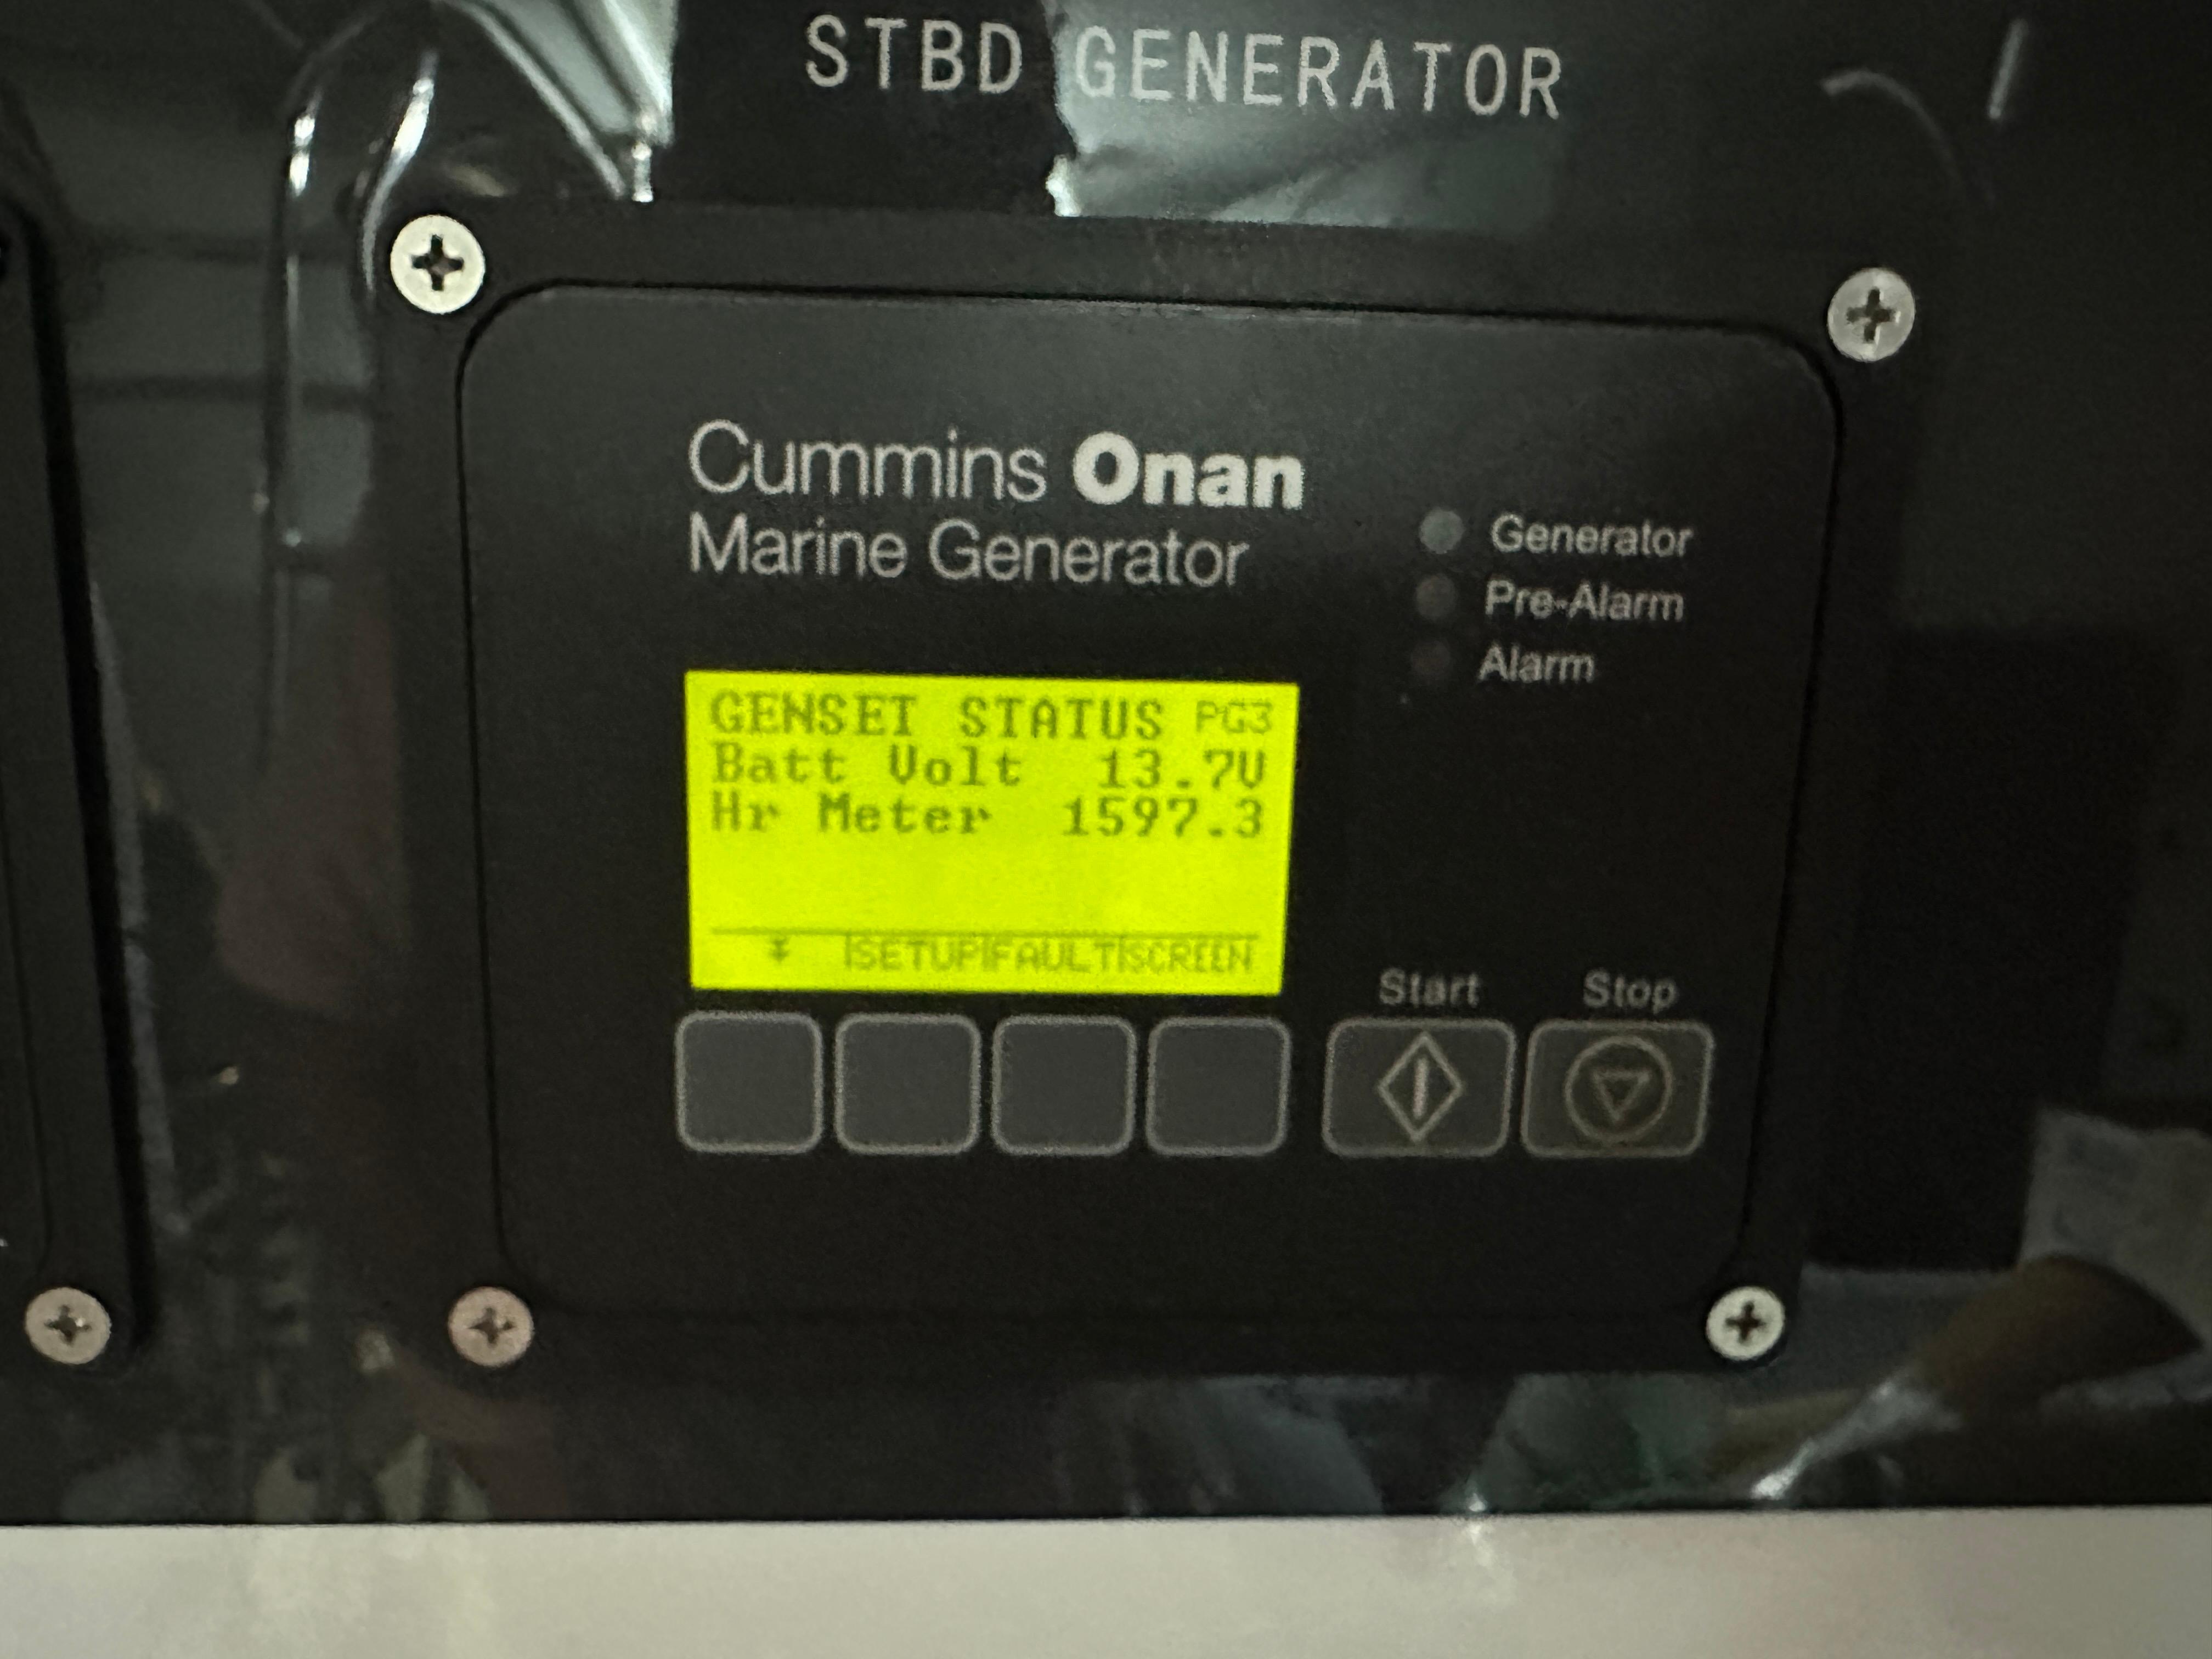 STBD GENERATOR
Cummins Onan
Marine Generator
Generator
Pre-Alarm
Alarm
GENSET STATUS PG3
Batt Volt 13.7V
Hr Meter 1597.3
SETUP FAULT SCREEN
Start
Stop